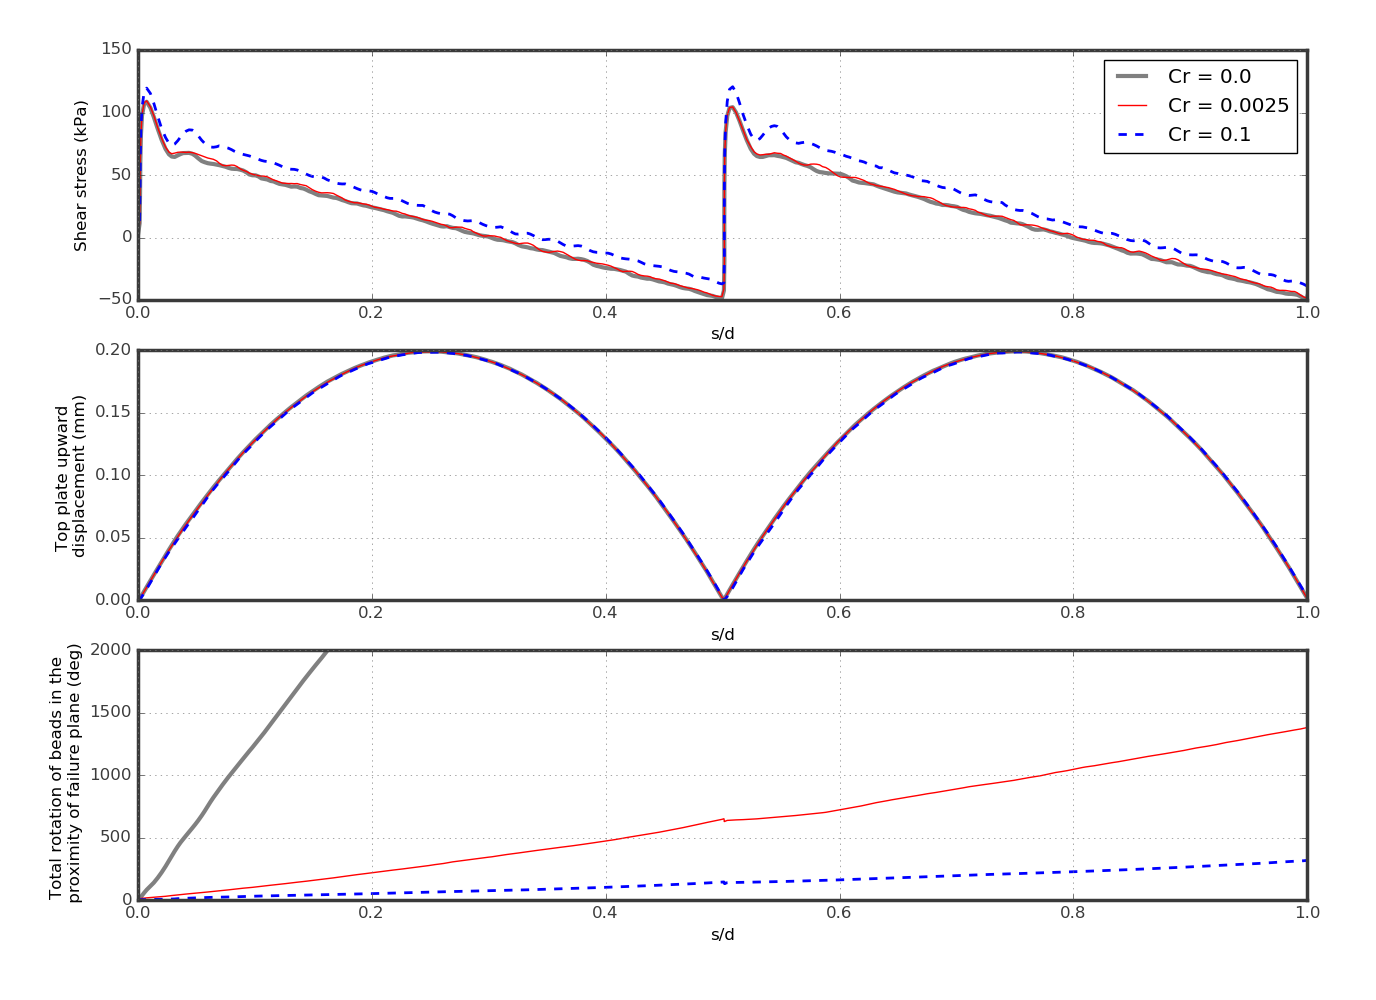 150
100
50
0
−50
Shear stress (kPa)
Cr = 0.0
Cr = 0.0025
Cr = 0.1
0.0 0.2 0.4 0.6 0.8 1.0
s/d
0.20
0.15
0.10
0.05
0.00
Top plate upward
displacement (mm)
0.0 0.2 0.4 0.6 0.8 1.0
s/d
2000
1500
1000
500
0
Total rotation of beads in the
proximity of failure plane (deg)
0.0 0.2 0.4 0.6 0.8 1.0
s/d